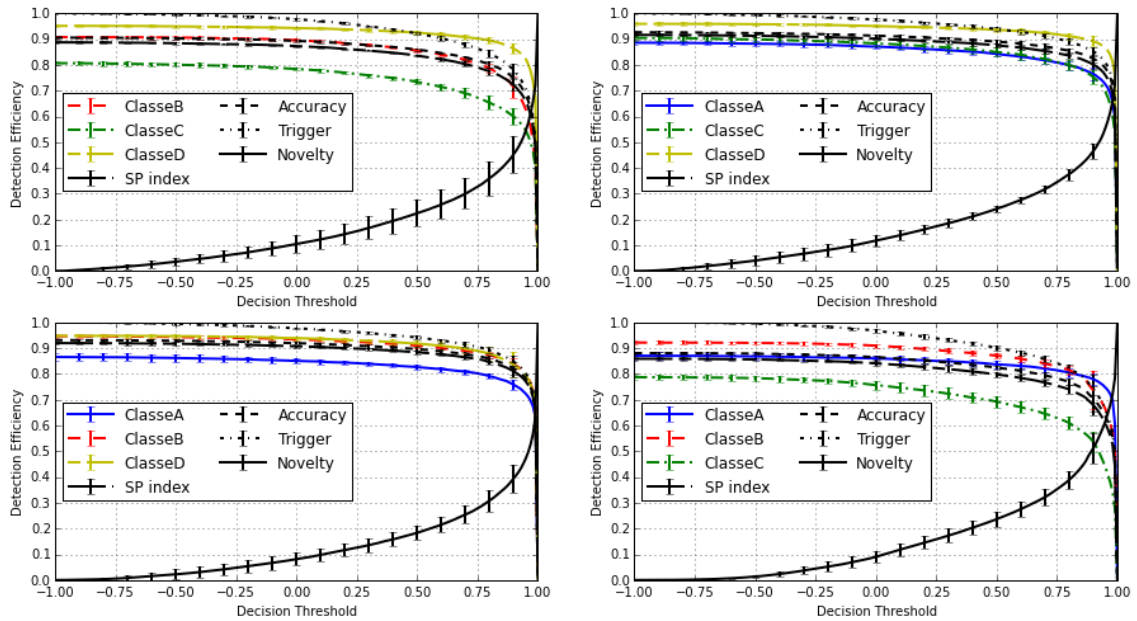 1.0
0.9
0.8
0.7
0.6
0.5
0.4
0.3
0.2
0.1
0.0
Detection Efficiency
ClasseB
ClasseC
ClasseD
SP index
Accuracy
Trigger
Novelty
−1.00 −0.75 −0.50 −0.25 0.00 0.25 0.50 0.75 1.00
Decision Threshold
1.0
0.9
0.8
0.7
0.6
0.5
0.4
0.3
0.2
0.1
0.0
Detection Efficiency
ClasseA
ClasseC
ClasseD
SP index
Accuracy
Trigger
Novelty
−1.00 −0.75 −0.50 −0.25 0.00 0.25 0.50 0.75 1.00
Decision Threshold
1.0
0.9
0.8
0.7
0.6
0.5
0.4
0.3
0.2
0.1
0.0
Detection Efficiency
ClasseA
ClasseB
ClasseD
SP index
Accuracy
Trigger
Novelty
−1.00 −0.75 −0.50 −0.25 0.00 0.25 0.50 0.75 1.00
Decision Threshold
1.0
0.9
0.8
0.7
0.6
0.5
0.4
0.3
0.2
0.1
0.0
Detection Efficiency
ClasseA
ClasseB
ClasseC
SP index
Accuracy
Trigger
Novelty
−1.00 −0.75 −0.50 −0.25 0.00 0.25 0.50 0.75 1.00
Decision Threshold